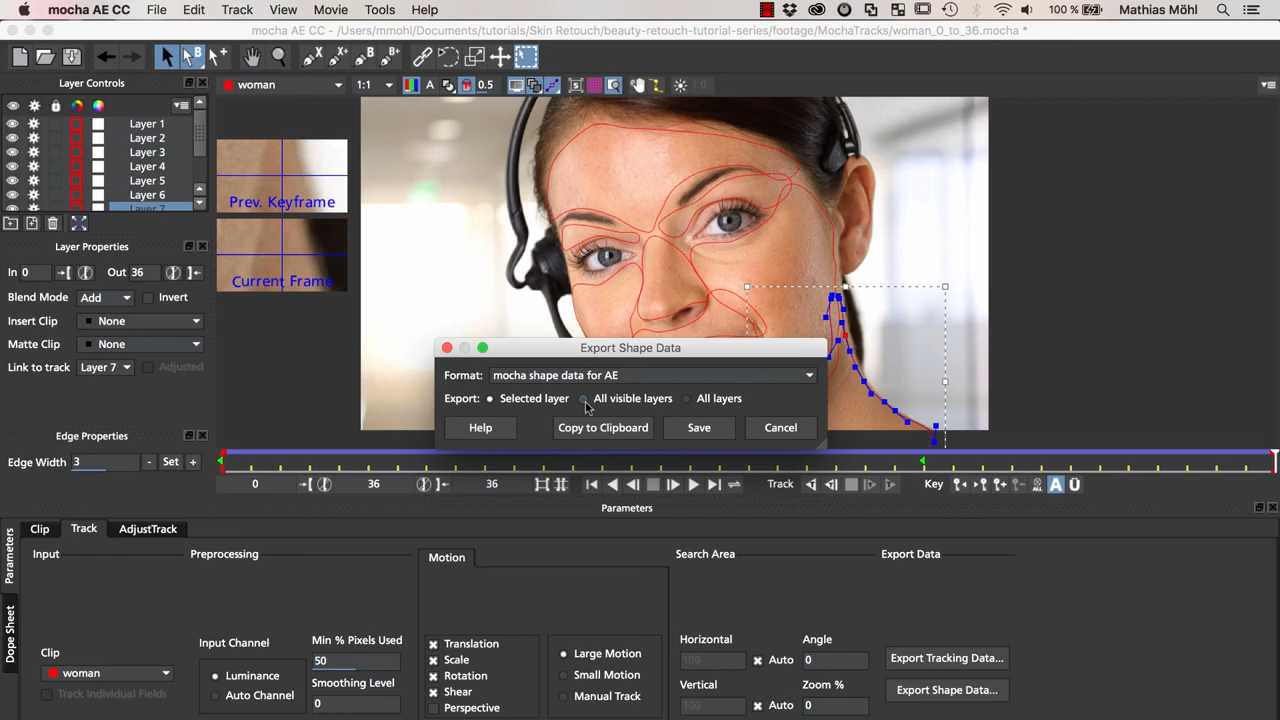 mocha AE CC File Edit Track View Movie Tools Help 100 % Mathias Möhl
mocha AE CC - /Users/mmohl/Documents/tutorials/Skin Retouch/beauty-retouch-tutorial-series/footage/MochaTracks/woman_0_to_36.mocha *
Layer Controls
woman 1:1 A 0.5 1.0
Layer 1
Layer 2
Layer 3
Layer 4
Layer 5
Layer 6
Layer 7
Prev. Keyframe
Current Frame
Layer Properties
In 0 Out 36
Blend Mode Add Invert
Insert Clip None
Matte Clip None
Link to track Layer 7 Adjusted
Export Shape Data
Format: mocha shape data for AE
Export: Selected layer All visible layers All layers
Help Copy to Clipboard Save Cancel
Edge Properties
Edge Width 3 - Set +
0 36 36 Track Key A Ü
Parameters
Parameters
Dope Sheet
Clip Track AdjustTrack
Input Preprocessing Motion Search Area Export Data
Clip
woman
Track Individual Fields
Input Channel
Luminance
Auto Channel
Min % Pixels Used
50
Smoothing Level
0
Translation
Scale
Rotation
Shear
Perspective
Large Motion
Small Motion
Manual Track
Horizontal Angle
100 Auto 0
Vertical Zoom %
100 Auto 0
Export Tracking Data...
Export Shape Data...